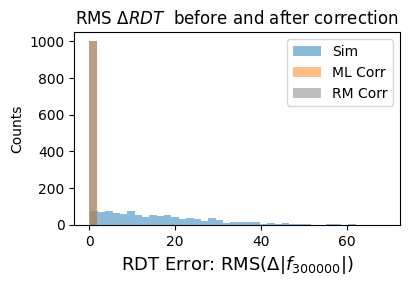 RMS ΔRDT before and after correction
1000
800
600
400
200
0
Counts
Sim
ML Corr
RM Corr
0 20 40 60
RDT Error: RMS(Δ|f₃₀₀₀₀₀|)